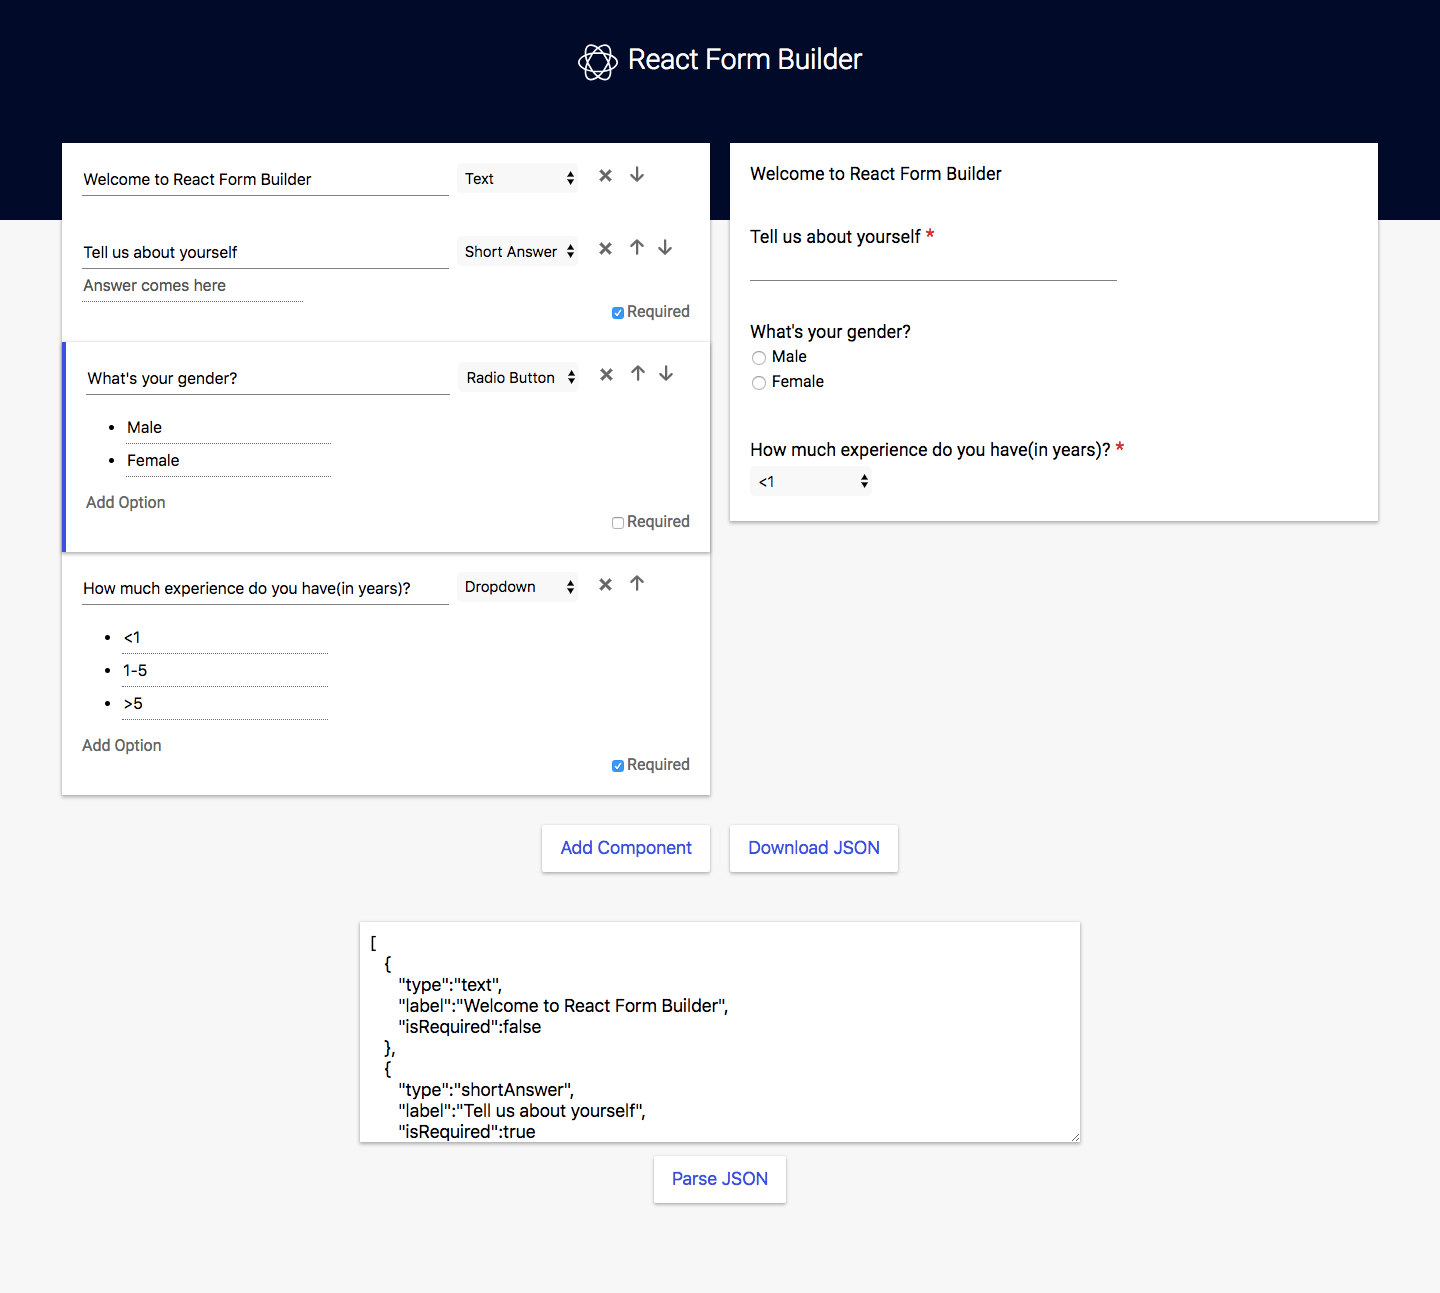 React Form Builder
Welcome to React Form Builder
Text
Tell us about yourself
Short Answer
Answer comes here
Required
What's your gender?
Radio Button
Male
Female
Add Option
Required
How much experience do you have(in years)?
Dropdown
<1
1-5
>5
Add Option
Required
Welcome to React Form Builder
Tell us about yourself *
What's your gender?
Male
Female
How much experience do you have(in years)? *
<1
Add Component
Download JSON
[
{
"type":"text",
"label":"Welcome to React Form Builder",
"isRequired":false
},
{
"type":"shortAnswer",
"label":"Tell us about yourself",
"isRequired":true
Parse JSON